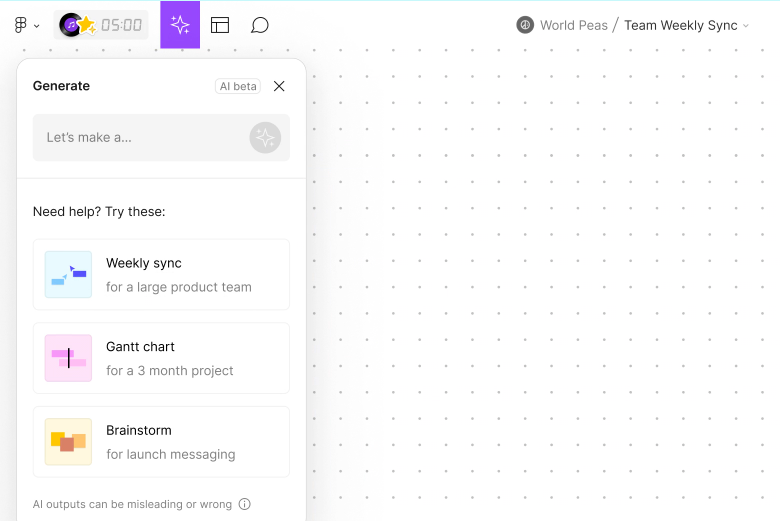 05:00
World Peas / Team Weekly Sync
Generate
AI beta
Let's make a...
Need help? Try these:
Weekly sync
for a large product team
Gantt chart
for a 3 month project
Brainstorm
for launch messaging
AI outputs can be misleading or wrong